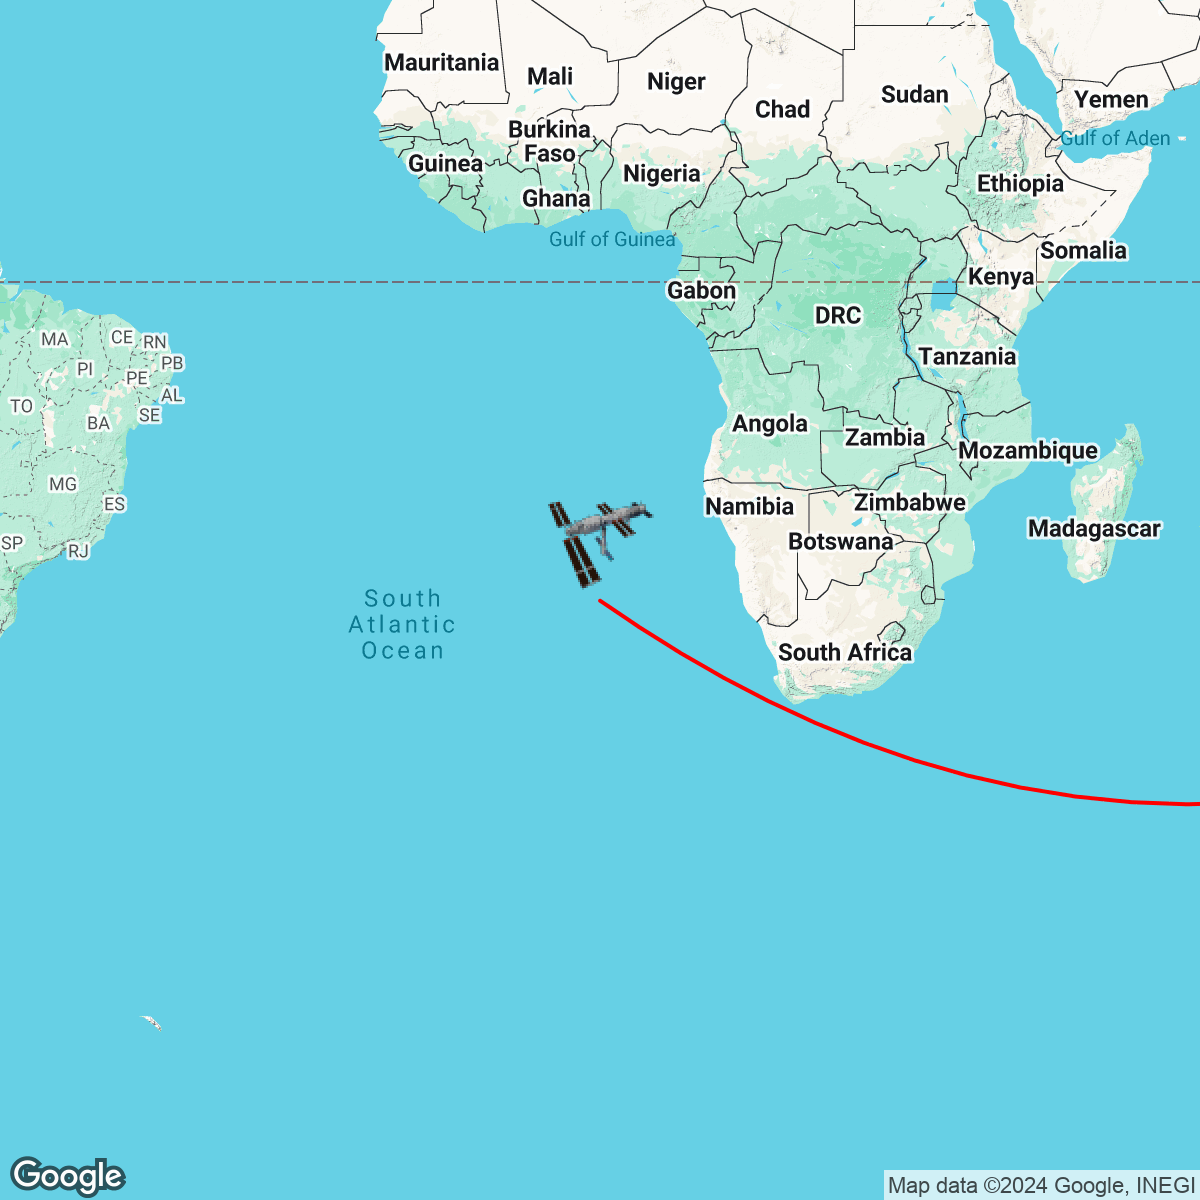 Mauritania
Mali
Niger
Chad
Sudan
Yemen
Gulf of Aden
Burkina
Faso
Guinea
Ghana
Nigeria
Ethiopia
Gulf of Guinea
Somalia
Kenya
Gabon
DRC
Tanzania
MA
CE
RN
PI
PB
PE
TO
AL
BA
SE
Angola
Zambia
Mozambique
MG
ES
Namibia
Zimbabwe
Madagascar
SP
RJ
Botswana
South
Atlantic
Ocean
South Africa
Google
Map data ©2024 Google, INEGI